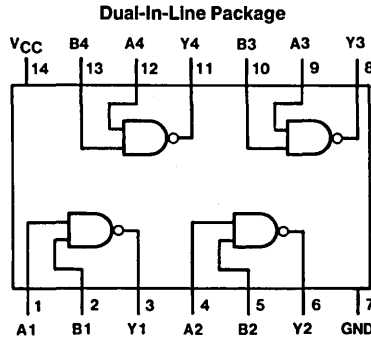 Dual-In-Line Package
VCC B4 A4 Y4 B3 A3 Y3
14 13 12 11 10 9 8
1 2 3 4 5 6 7
A1 B1 Y1 A2 B2 Y2 GND